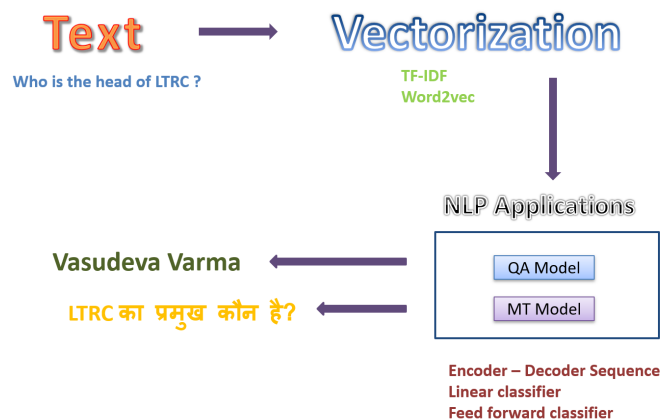 Text
Vectorization
Who is the head of LTRC ?
TF-IDF
Word2vec
NLP Applications
Vasudeva Varma
QA Model
LTRC का प्रमुख कौन है?
MT Model
Encoder – Decoder Sequence
Linear classifier
Feed forward classifier